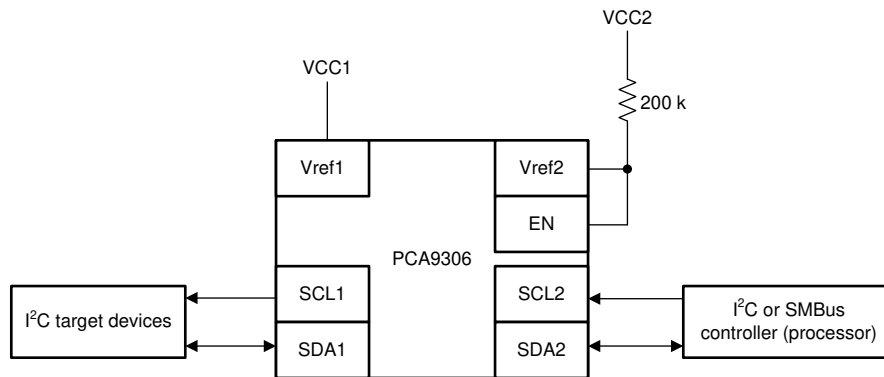 VCC2
VCC1
200 k
Vref1
Vref2
EN
PCA9306
SCL1
SCL2
I²C target devices
I²C or SMBus
controller (processor)
SDA1
SDA2